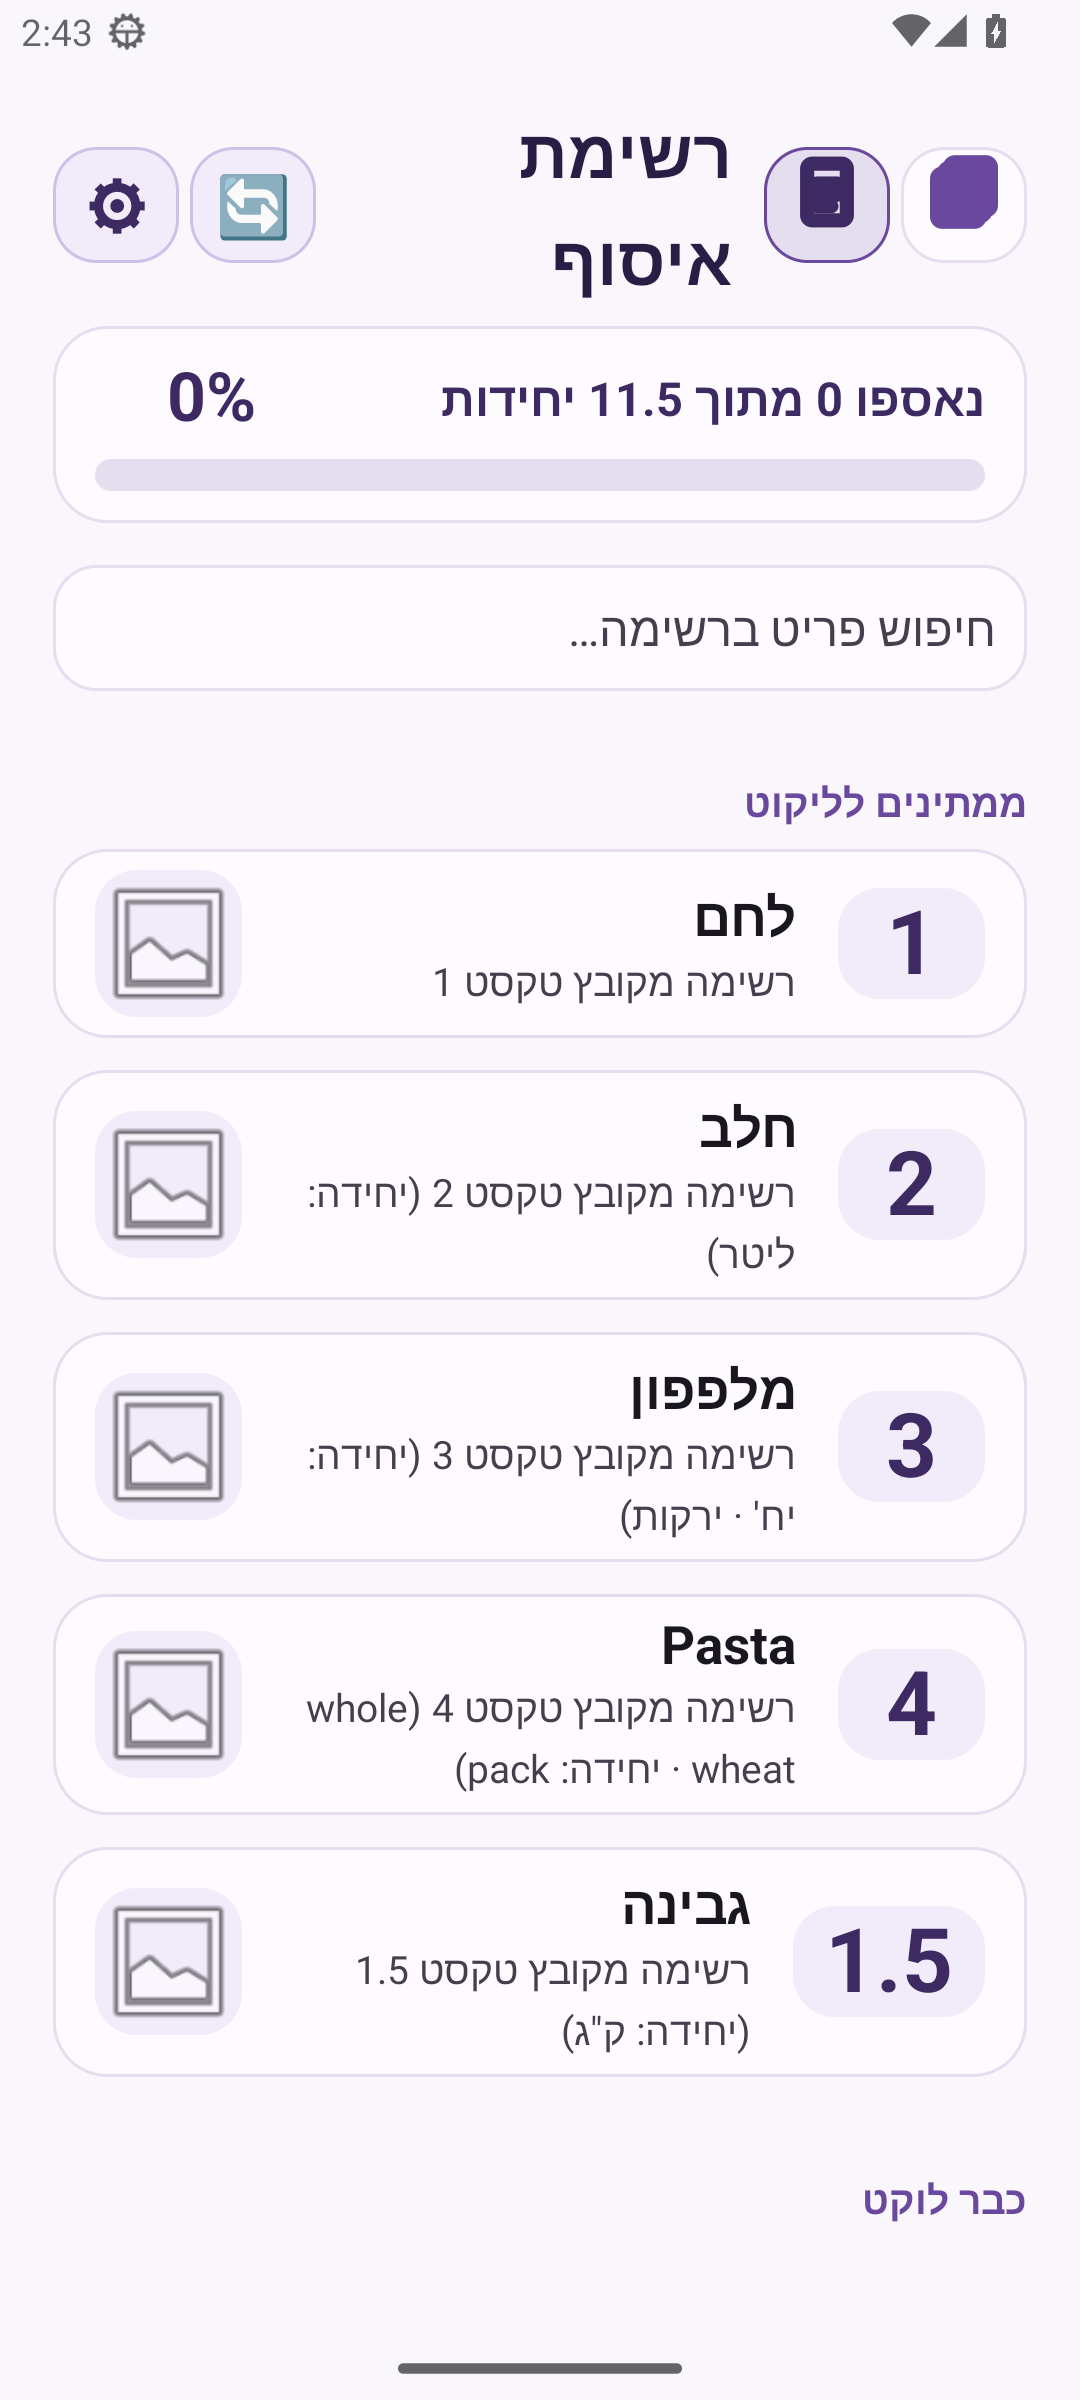 2:43
רשימת
איסוף
נאספו 0 מתוך 11.5 יחידות
0%
חיפוש פריט ברשימה...
ממתינים לליקוט
1
לחם
רשימה מקובץ טקסט 1
2
חלב
רשימה מקובץ טקסט 2 (יחידה:
ליטר)
3
מלפפון
רשימה מקובץ טקסט 3 (יחידה:
יח' · ירקות)
4
Pasta
רשימה מקובץ טקסט 4 (whole
wheat · יחידה: pack)
1.5
גבינה
רשימה מקובץ טקסט 1.5
(יחידה: ק"ג)
כבר לוקט